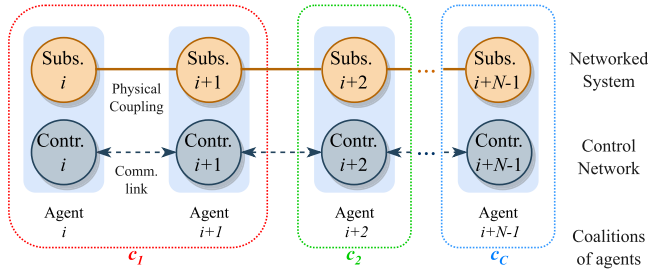 Subs.
i
Subs.
i+1
Subs.
i+2
...
Subs.
i+N-1
Networked
System
Physical
Coupling
Contr.
i
Comm.
link
Contr.
i+1
Contr.
i+2
...
Contr.
i+N-1
Control
Network
Agent
i
Agent
i+1
Agent
i+2
Agent
i+N-1
Coalitions
of agents
c1
c2
cC